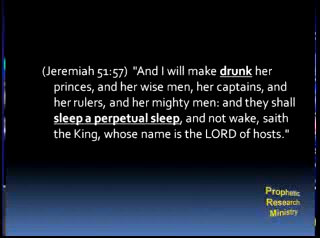 (Jeremiah 51:57) "And I will make drunk her
princes, and her wise men, her captains, and
her rulers, and her mighty men: and they shall
sleep a perpetual sleep, and not wake, saith
the King, whose name is the LORD of hosts."
Prophetic
Research
Ministry